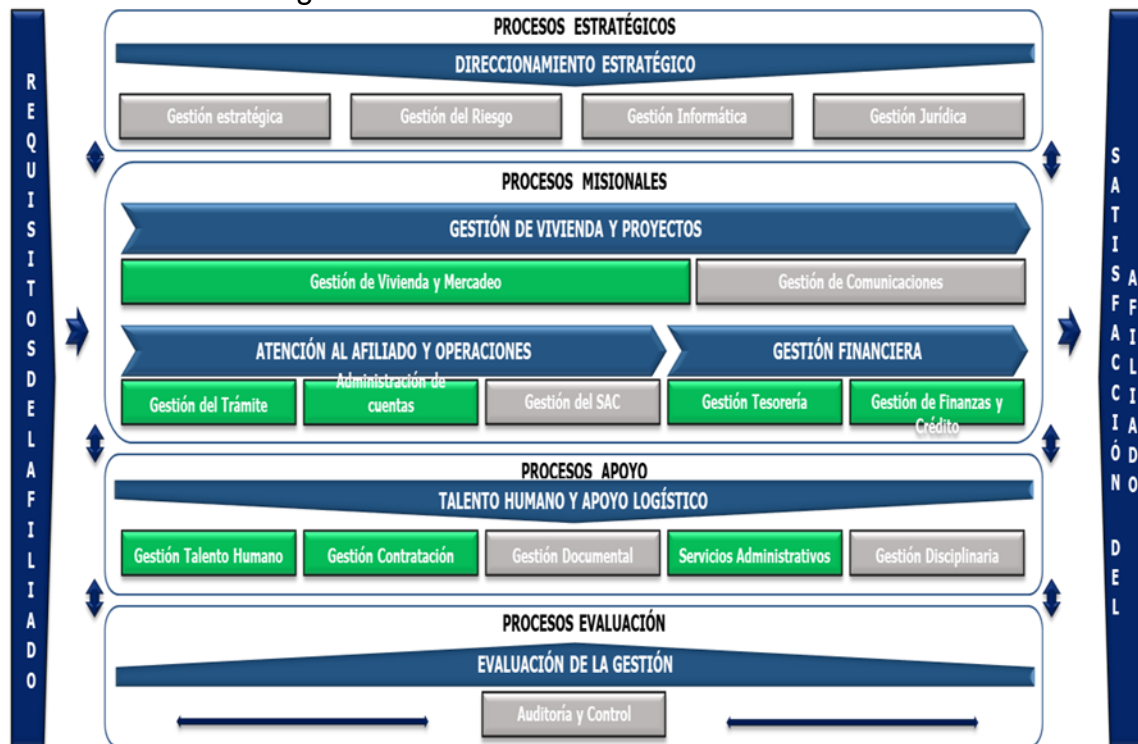 PROCESOS ESTRATÉGICOS
DIRECCIONAMIENTO ESTRATÉGICO
Gestión estratégica
Gestión del Riesgo
Gestión Informática
Gestión Jurídica
REQUISITOS DEL AFILIADO
PROCESOS MISIONALES
GESTIÓN DE VIVIENDA Y PROYECTOS
Gestión de Vivienda y Mercadeo
Gestión de Comunicaciones
ATENCIÓN AL AFILIADO Y OPERACIONES
GESTIÓN FINANCIERA
Gestión del Trámite
Administración de
cuentas
Gestión del SAC
Gestión Tesorería
Gestión de Finanzas y
Crédito
PROCESOS APOYO
TALENTO HUMANO Y APOYO LOGÍSTICO
Gestión Talento Humano
Gestión Contratación
Gestión Documental
Servicios Administrativos
Gestión Disciplinaria
PROCESOS EVALUACIÓN
EVALUACIÓN DE LA GESTIÓN
Auditoría y Control
SATISFACCIÓN DEL
AFILIADO